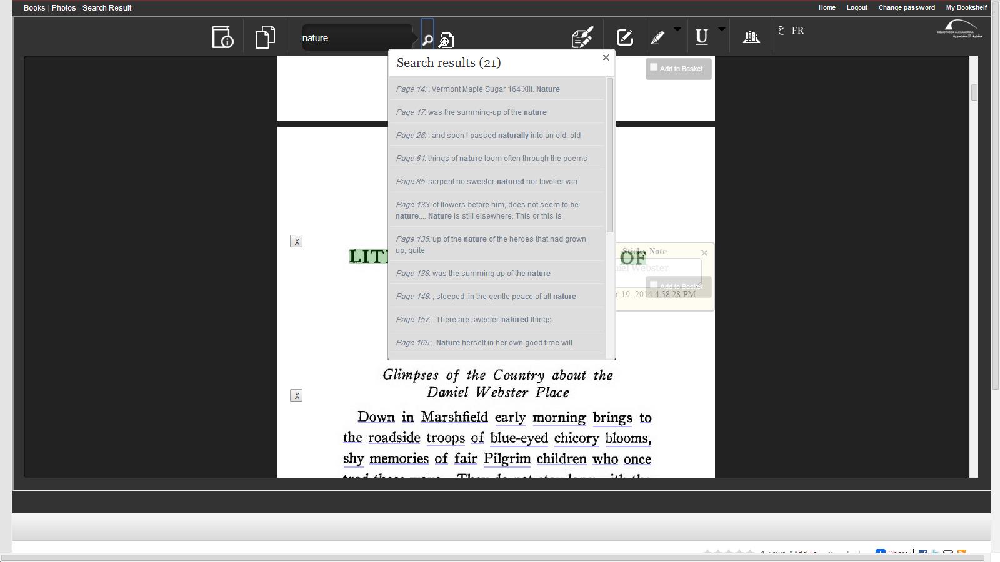 Books | Photos | Search Result
Home Logout Change password My Bookshelf
nature
U
ع FR
BIBLIOTHECA ALEXANDRINA
مكتبة الإسكندرية
Search results (21)
Add to Basket
Page 14: . Vermont Maple Sugar 164 XIII. Nature
Page 17: was the summing-up of the nature
Page 26: , and soon I passed naturally into an old, old
Page 61: things of nature loom often through the poems
Page 85: serpent no sweeter-natured nor lovelier vari
Page 133: of flowers before him, does not seem to be
nature.... Nature is still elsewhere. This or this is
Page 136: up of the nature of the heroes that had grown
up, quite
Page 138: was the summing up of the nature
Page 148: , steeped ,in the gentle peace of all nature
Page 157: . There are sweeter-natured things
Page 165: . Nature herself in her own good time will
X
OF
Sticky Note
Webster
Add to Basket
19, 2014 4:58:28 PM
Glimpses of the Country about the
Daniel Webster Place
X
Down in Marshfield early morning brings to
the roadside troops of blue-eyed chicory blooms,
shy memories of fair Pilgrim children who once